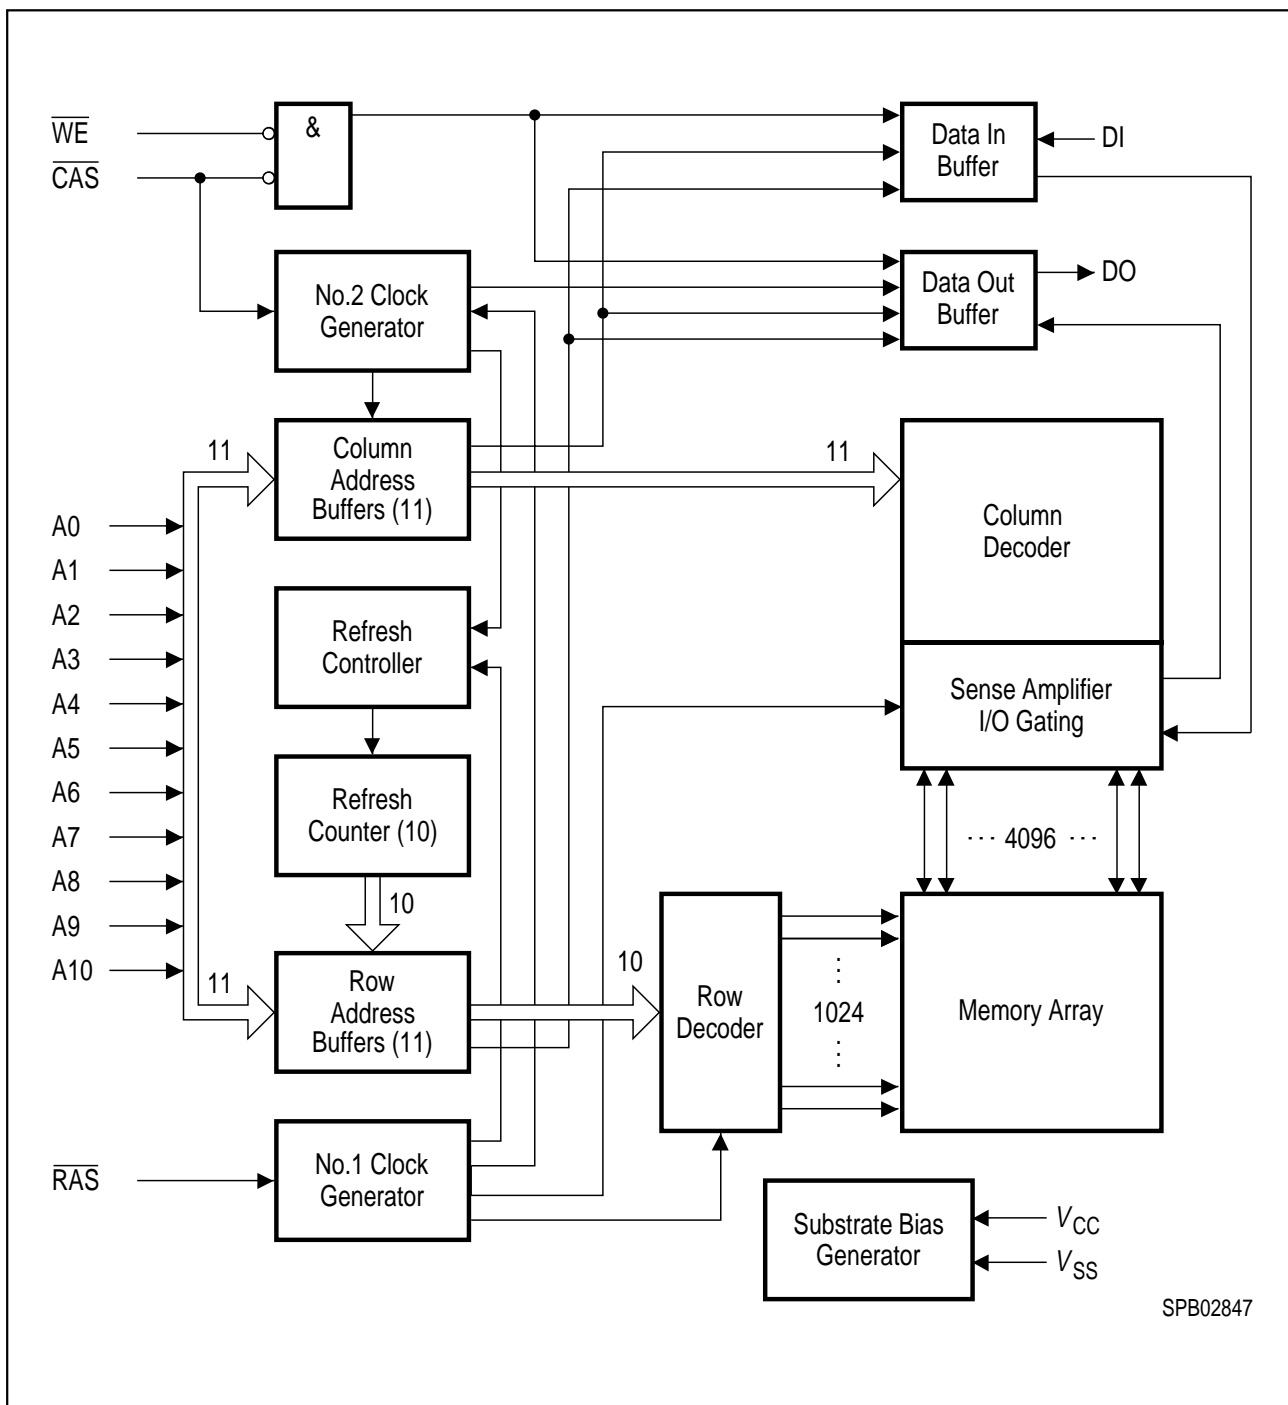 WE
&
Data In
Buffer
DI
CAS
No.2 Clock
Generator
Data Out
Buffer
DO
11
Column
Address
Buffers (11)
11
Column
Decoder
A0
A1
A2
A3
A4
A5
A6
A7
A8
A9
A10
Refresh
Controller
Sense Amplifier
I/O Gating
Refresh
Counter (10)
··· 4096 ···
10
11
Row
Address
Buffers (11)
10
Row
Decoder
1024
Memory Array
RAS
No.1 Clock
Generator
Substrate Bias
Generator
VCC
VSS
SPB02847